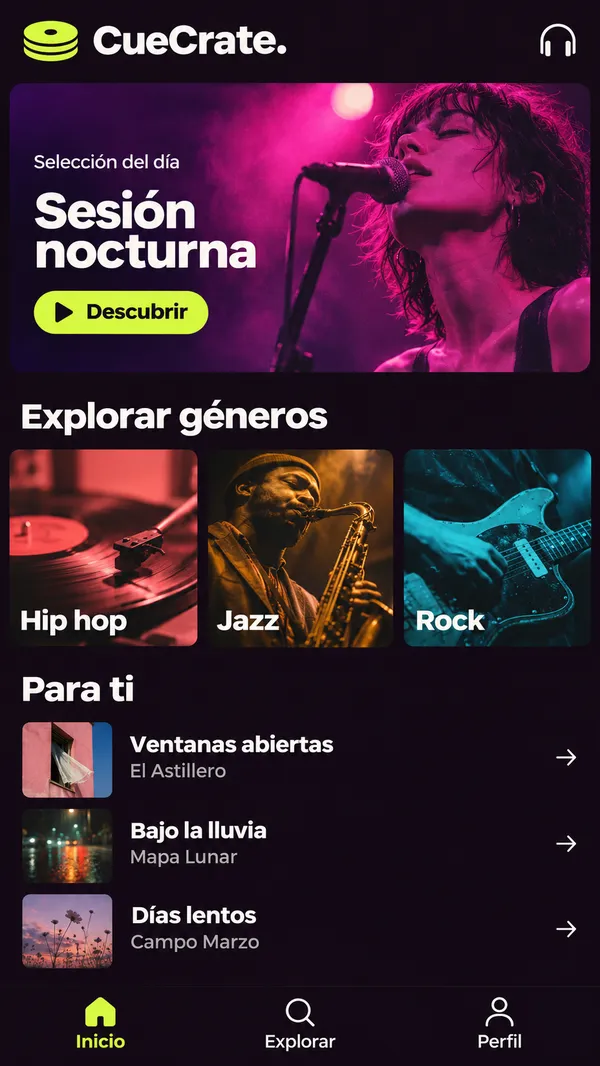 CueCrate.
Selección del día
Sesión
nocturna
Descubrir
Explorar géneros
Hip hop
Jazz
Rock
Para ti
Ventanas abiertas
El Astillero
Bajo la lluvia
Mapa Lunar
Días lentos
Campo Marzo
Inicio
Explorar
Perfil